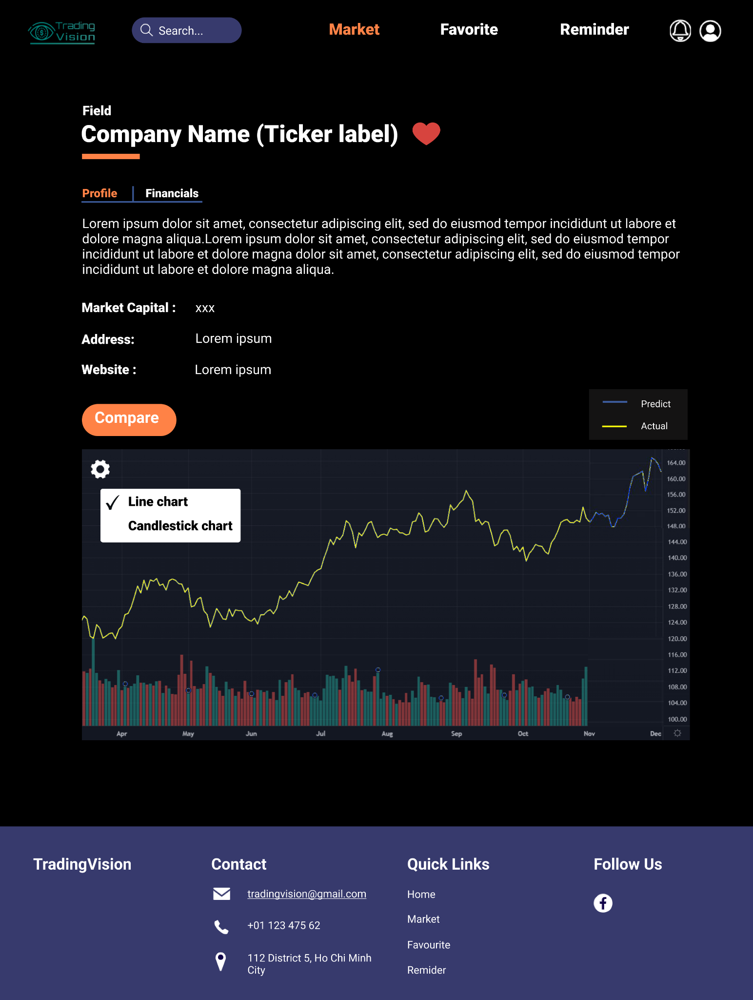 Trading
Vision
Search...
Market
Favorite
Reminder
Field
Company Name (Ticker label)
Profile
Financials
Lorem ipsum dolor sit amet, consectetur adipiscing elit, sed do eiusmod tempor incididunt ut labore et
dolore magna aliqua.Lorem ipsum dolor sit amet, consectetur adipiscing elit, sed do eiusmod tempor
incididunt ut labore et dolore magna dolor sit amet, consectetur adipiscing elit, sed do eiusmod tempor
incididunt ut labore et dolore magna aliqua.
Market Capital : xxx
Address: Lorem ipsum
Website : Lorem ipsum
Compare
Predict
Actual
Line chart
Candlestick chart
164.00
160.00
156.00
152.00
148.00
144.00
140.00
136.00
132.00
128.00
124.00
120.00
116.00
112.00
108.00
104.00
100.00
Apr May Jun Jul Aug Sep Oct Nov Dec
TradingVision
Contact
tradingvision@gmail.com
+01 123 475 62
112 District 5, Ho Chi Minh
City
Quick Links
Home
Market
Favourite
Remider
Follow Us